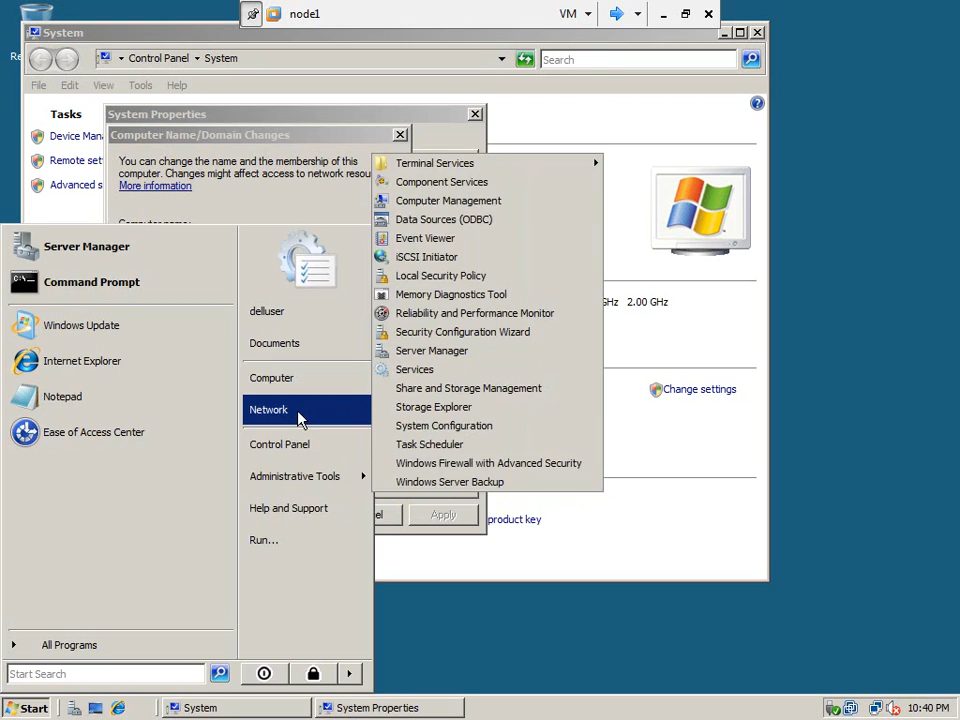 node1
VM
System
Control Panel
System
Search
File
Edit
View
Tools
Help
Tasks
Device Man
Remote set
Advanced s
System Properties
Computer Name/Domain Changes
You can change the name and the membership of this
computer. Changes might affect access to network resou
More information
GHz 2.00 GHz
Change settings
product key
Apply
Server Manager
Command Prompt
Windows Update
Internet Explorer
Notepad
Ease of Access Center
All Programs
Start Search
delluser
Documents
Computer
Network
Control Panel
Administrative Tools
Help and Support
Run...
Terminal Services
Component Services
Computer Management
Data Sources (ODBC)
Event Viewer
iSCSI Initiator
Local Security Policy
Memory Diagnostics Tool
Reliability and Performance Monitor
Security Configuration Wizard
Server Manager
Services
Share and Storage Management
Storage Explorer
System Configuration
Task Scheduler
Windows Firewall with Advanced Security
Windows Server Backup
Start
System
System Properties
10:40 PM